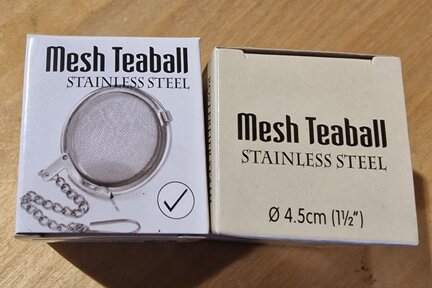 Mesh Teaball
STAINLESS STEEL
Mesh Teaball
STAINLESS STEEL
Ø 4.5cm (1½")